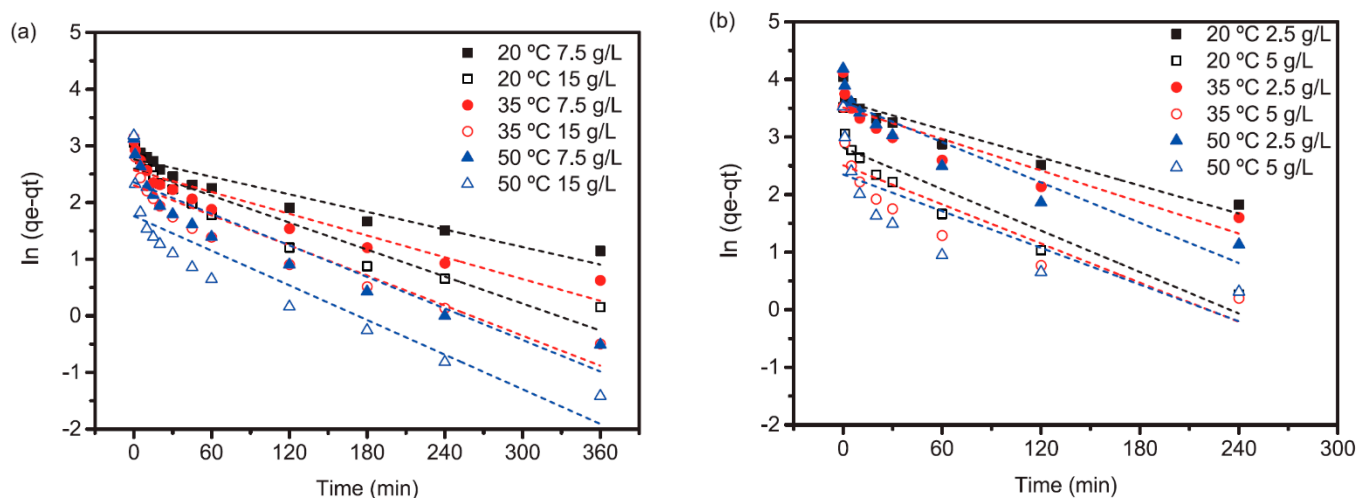 (a)
5
4
3
2
1
0
-1
-2
ln (qe-qt)
20 ºC 7.5 g/L
20 ºC 15 g/L
35 ºC 7.5 g/L
35 ºC 15 g/L
50 ºC 7.5 g/L
50 ºC 15 g/L
0 60 120 180 240 300 360
Time (min)
(b)
5
4
3
2
1
0
-1
-2
ln (qe-qt)
20 ºC 2.5 g/L
20 ºC 5 g/L
35 ºC 2.5 g/L
35 ºC 5 g/L
50 ºC 2.5 g/L
50 ºC 5 g/L
0 60 120 180 240 300
Time (min)